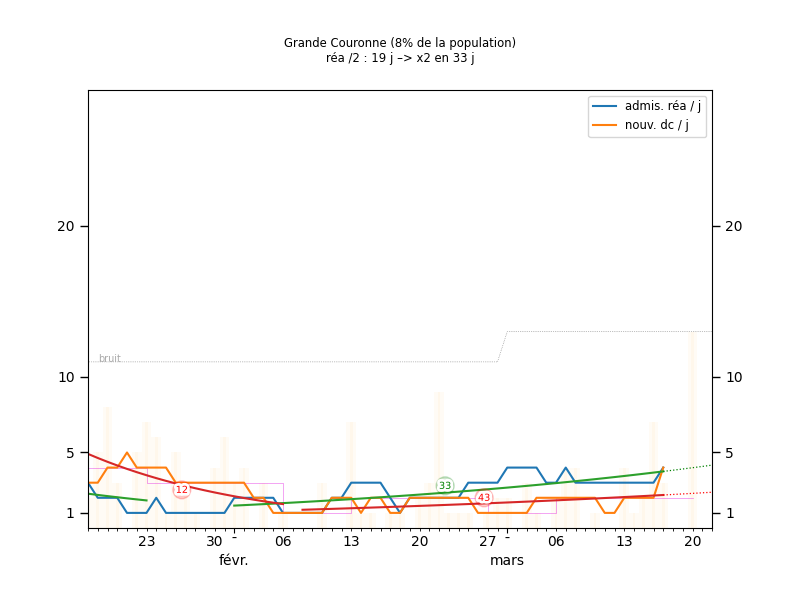 Grande Couronne (8% de la population)
réa /2 : 19 j –> x2 en 33 j
admis. réa / j
nouv. dc / j
20 20
bruit
10 10
5 5
12 33 43
1 1
23 30 - 06 13 20 27 - 06 13 20
févr. mars